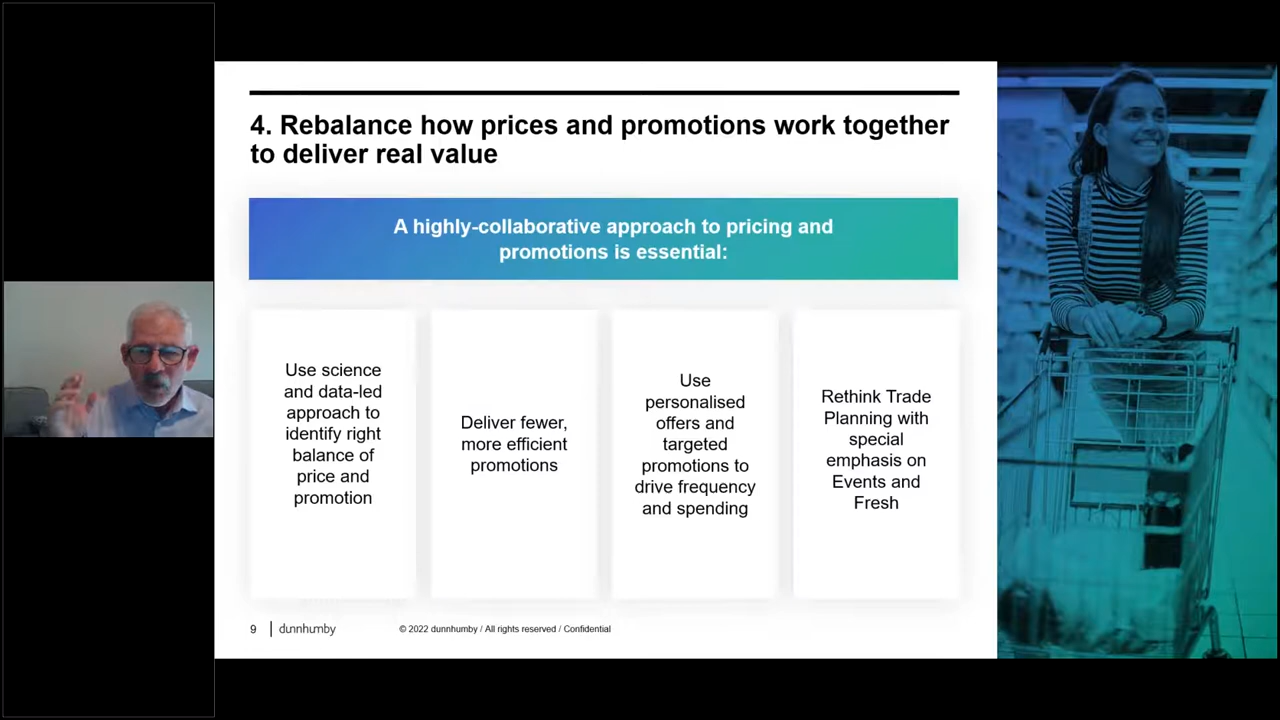 4. Rebalance how prices and promotions work together
to deliver real value
A highly-collaborative approach to pricing and
promotions is essential:
Use science
and data-led
approach to
identify right
balance of
price and
promotion
Deliver fewer,
more efficient
promotions
Use
personalised
offers and
targeted
promotions to
drive frequency
and spending
Rethink Trade
Planning with
special
emphasis on
Events and
Fresh
9
dunnhumby
© 2022 dunnhumby / All rights reserved / Confidential